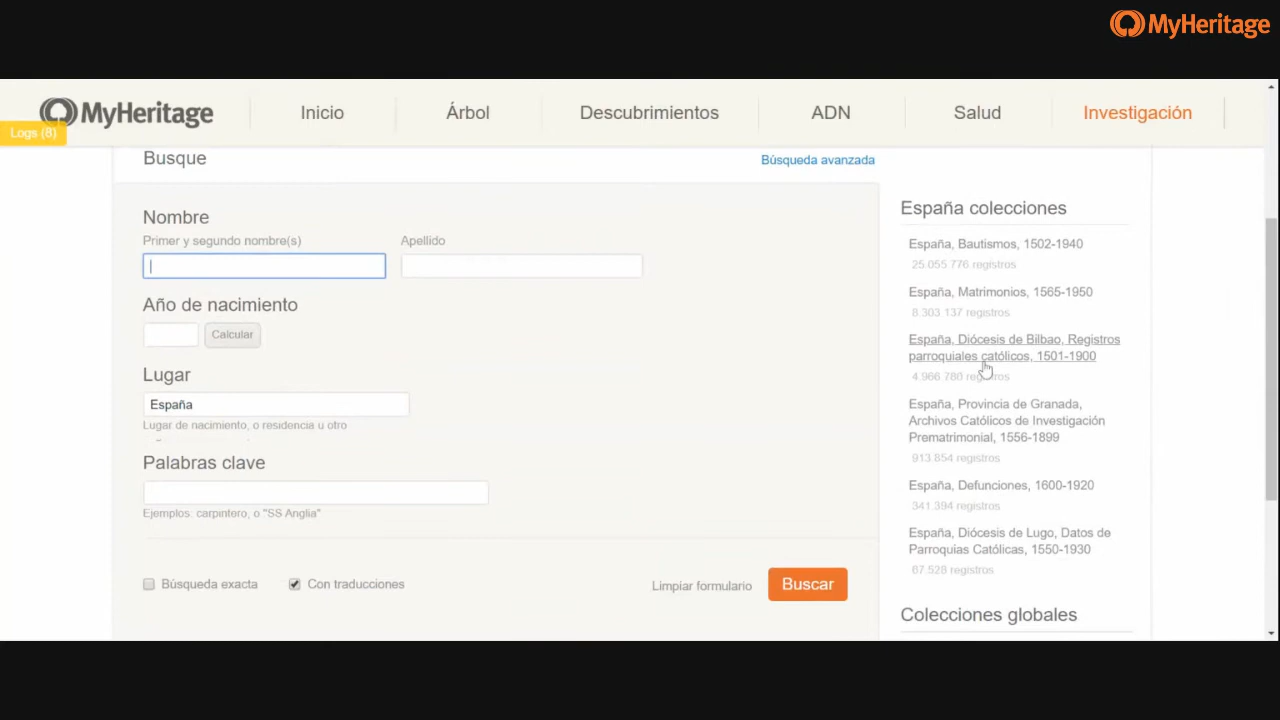 MyHeritage
MyHeritage
Inicio
Árbol
Descubrimientos
ADN
Salud
Investigación
Logs (8)
Busque
Búsqueda avanzada
Nombre
Primer y segundo nombre(s)
Apellido
Año de nacimiento
Calcular
Lugar
España
Lugar de nacimiento, o residencia u otro
Palabras clave
Ejemplos: carpintero, o "SS Anglia"
Búsqueda exacta
Con traducciones
Limpiar formulario
Buscar
España colecciones
España, Bautismos, 1502-1940
25 055 776 registros
España, Matrimonios, 1565-1950
8 303 137 registros
España, Diócesis de Bilbao, Registros
parroquiales católicos, 1501-1900
4 966 780 registros
España, Provincia de Granada,
Archivos Católicos de Investigación
Prematrimonial, 1556-1899
913 854 registros
España, Defunciones, 1600-1920
341 394 registros
España, Diócesis de Lugo, Datos de
Parroquias Católicas, 1550-1930
67 528 registros
Colecciones globales